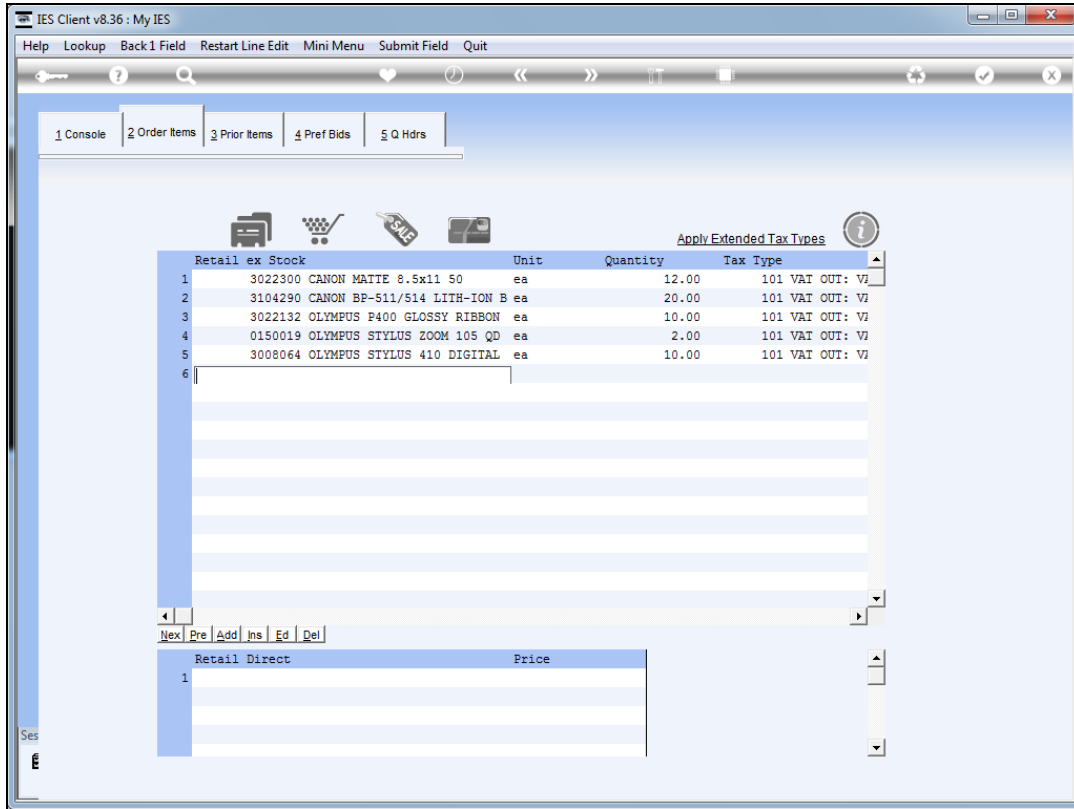 IES Client v8.36 : My IES
Help Lookup Back 1 Field Restart Line Edit Mini Menu Submit Field Quit
1 Console 2 Order Items 3 Prior Items 4 Pref Bids 5 Q Hdrs
SALE
Apply Extended Tax Types
Retail ex Stock Unit Quantity Tax Type
1 3022300 CANON MATTE 8.5x11 50 ea 12.00 101 VAT OUT:
2 3104290 CANON BP-511/514 LITH-ION B ea 20.00 101 VAT OUT:
3 3022132 OLYMPUS P400 GLOSSY RIBBON ea 10.00 101 VAT OUT:
4 0150019 OLYMPUS STYLUS ZOOM 105 QD ea 2.00 101 VAT OUT:
5 3008064 OLYMPUS STYLUS 410 DIGITAL ea 10.00 101 VAT OUT:
6
Nex Pre Add Ins Ed Del
Retail Direct Price
1
Ses